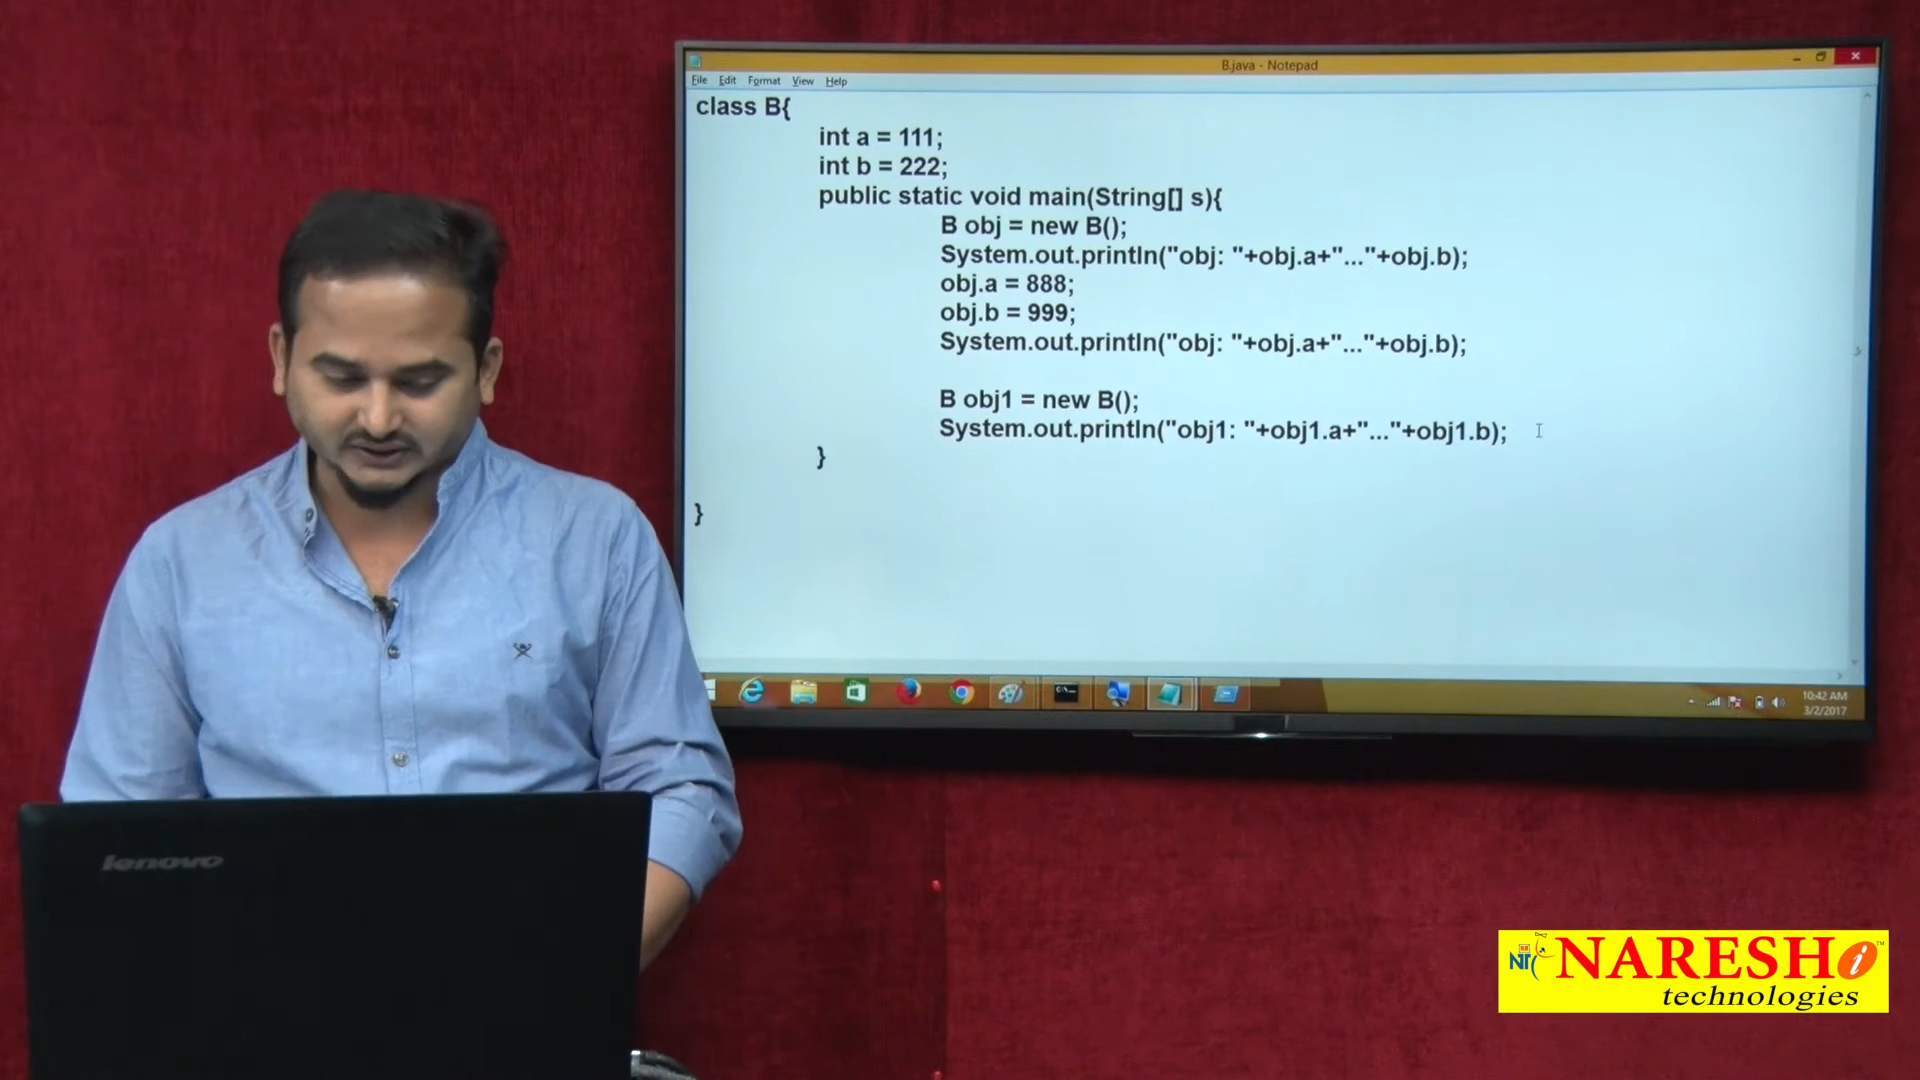 B.java - Notepad
File Edit Format View Help
class B{
int a = 111;
int b = 222;
public static void main(String[] s){
B obj = new B();
System.out.println("obj: "+obj.a+"..."+obj.b);
obj.a = 888;
obj.b = 999;
System.out.println("obj: "+obj.a+"..."+obj.b);
B obj1 = new B();
System.out.println("obj1: "+obj1.a+"..."+obj1.b);
}
}
10:42 AM
3/2/2017
lenovo
NARESH i
technologies